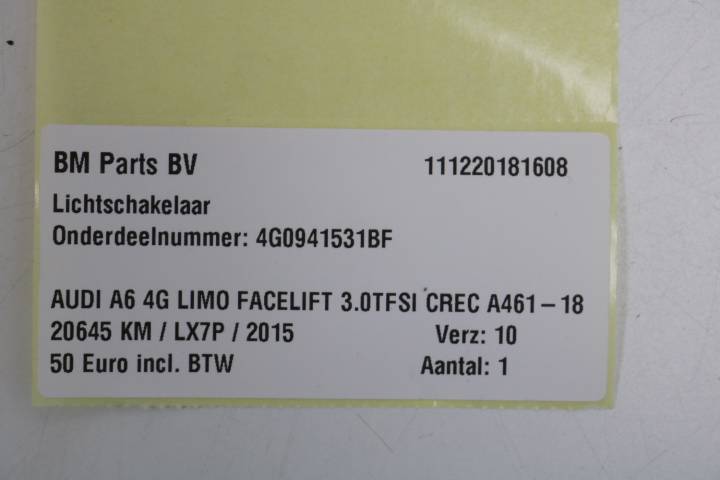 BM Parts BV 111220181608
Lichtschakelaar
Onderdeelnummer: 4G0941531BF
AUDI A6 4G LIMO FACELIFT 3.0TFSI CREC A461-18
20645 KM / LX7P / 2015 Verz: 10
50 Euro incl. BTW Aantal: 1